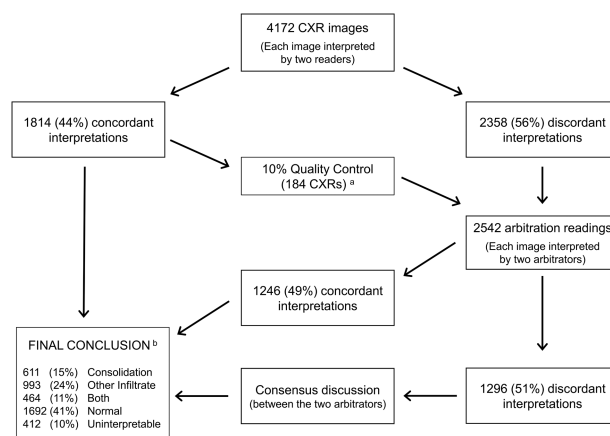 4172 CXR images
(Each image interpreted
by two readers)
1814 (44%) concordant
interpretations
2358 (56%) discordant
interpretations
10% Quality Control
(184 CXRs) a
2542 arbitration readings
(Each image interpreted
by two arbitrators)
1246 (49%) concordant
interpretations
FINAL CONCLUSION b
611 (15%) Consolidation
993 (24%) Other Infiltrate
464 (11%) Both
1692 (41%) Normal
412 (10%) Uninterpretable
Consensus discussion
(between the two arbitrators)
1296 (51%) discordant
interpretations